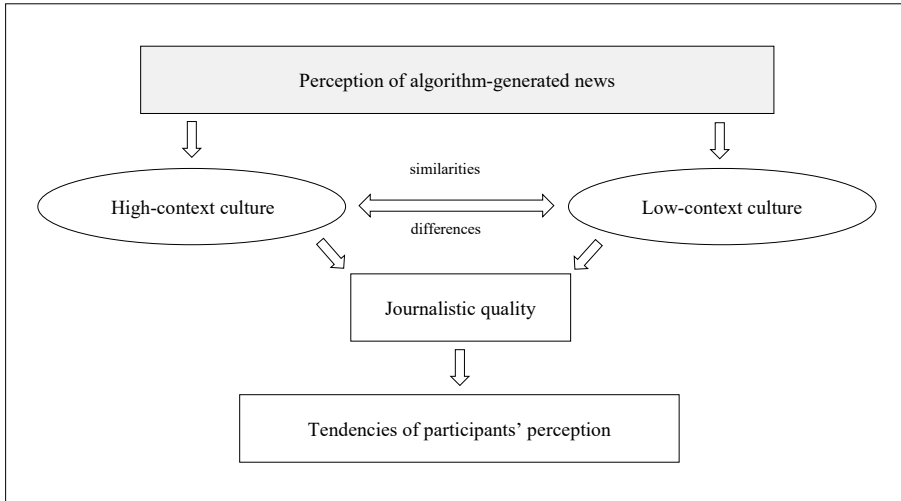 Perception of algorithm-generated news
similarities
High-context culture
Low-context culture
differences
Journalistic quality
Tendencies of participants’ perception